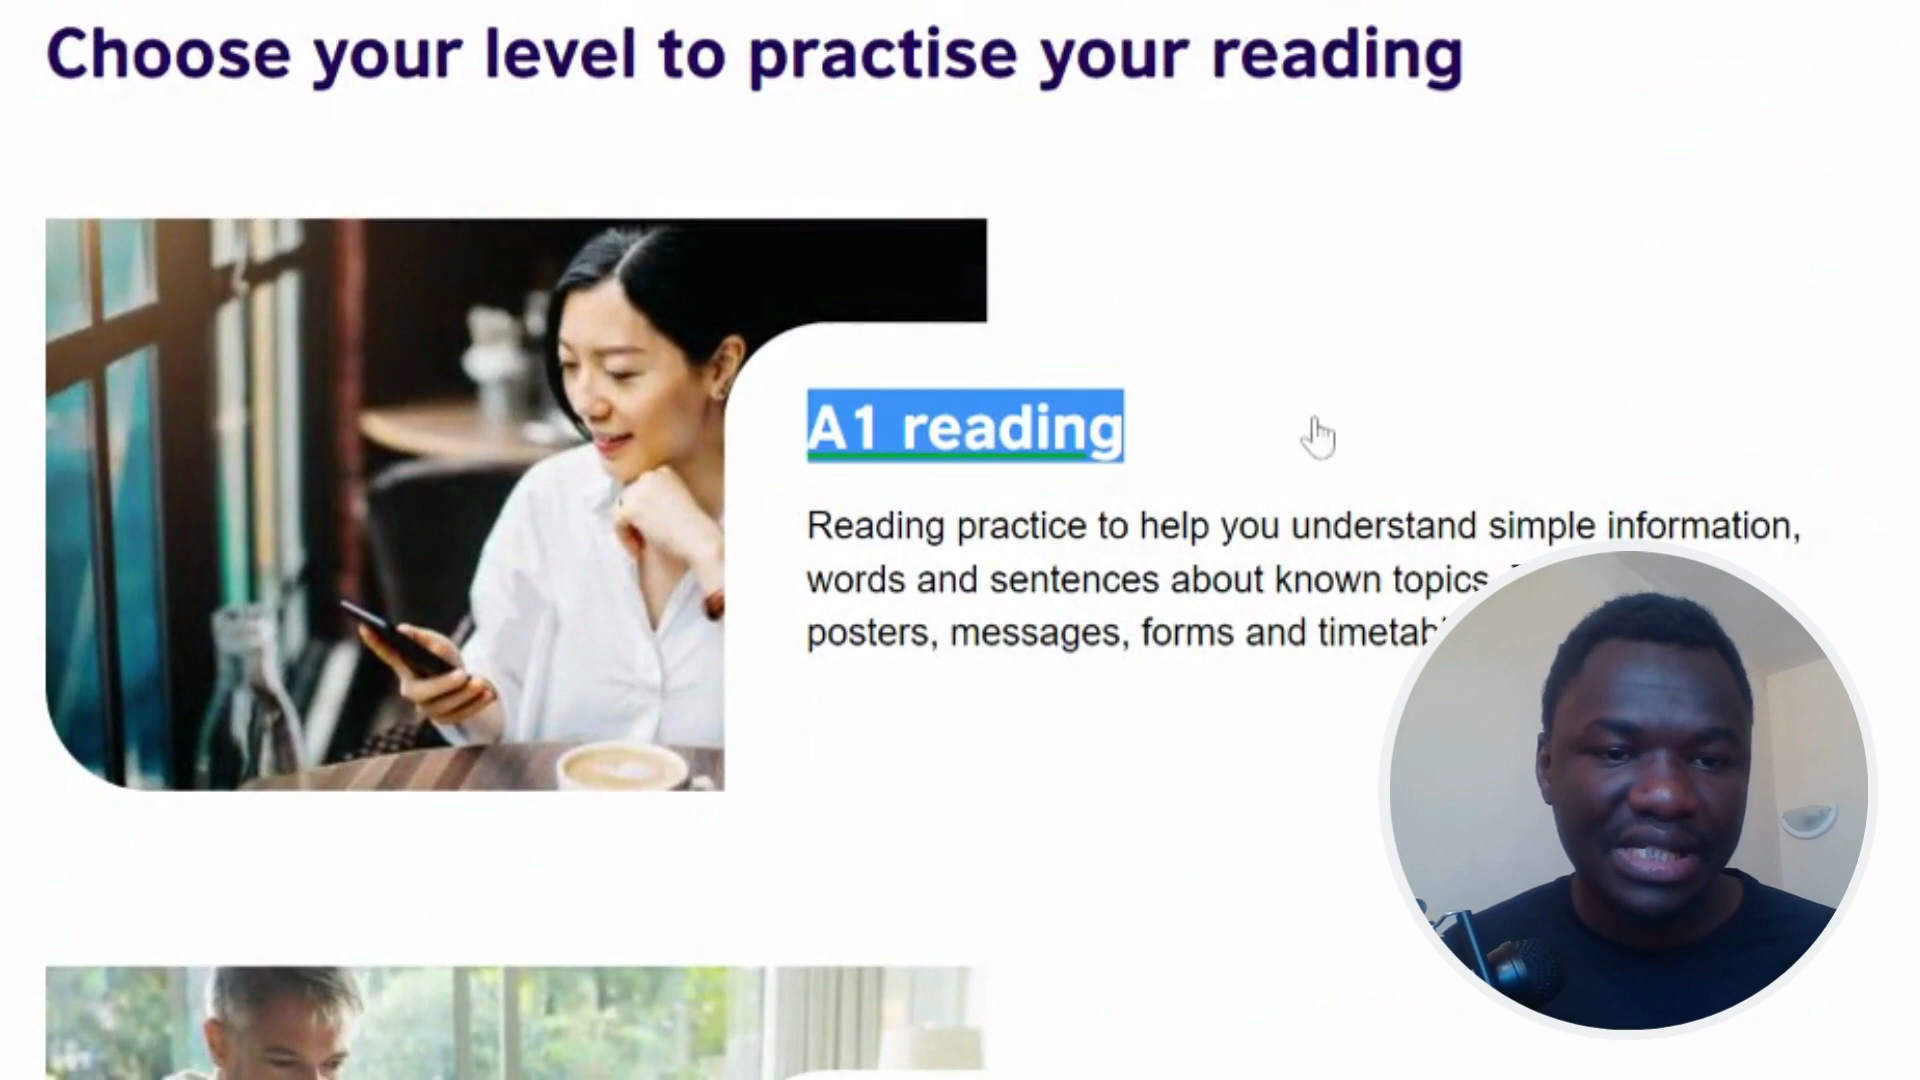 Choose your level to practise your reading
A1 reading
Reading practice to help you understand simple information,
words and sentences about known topics.
posters, messages, forms and